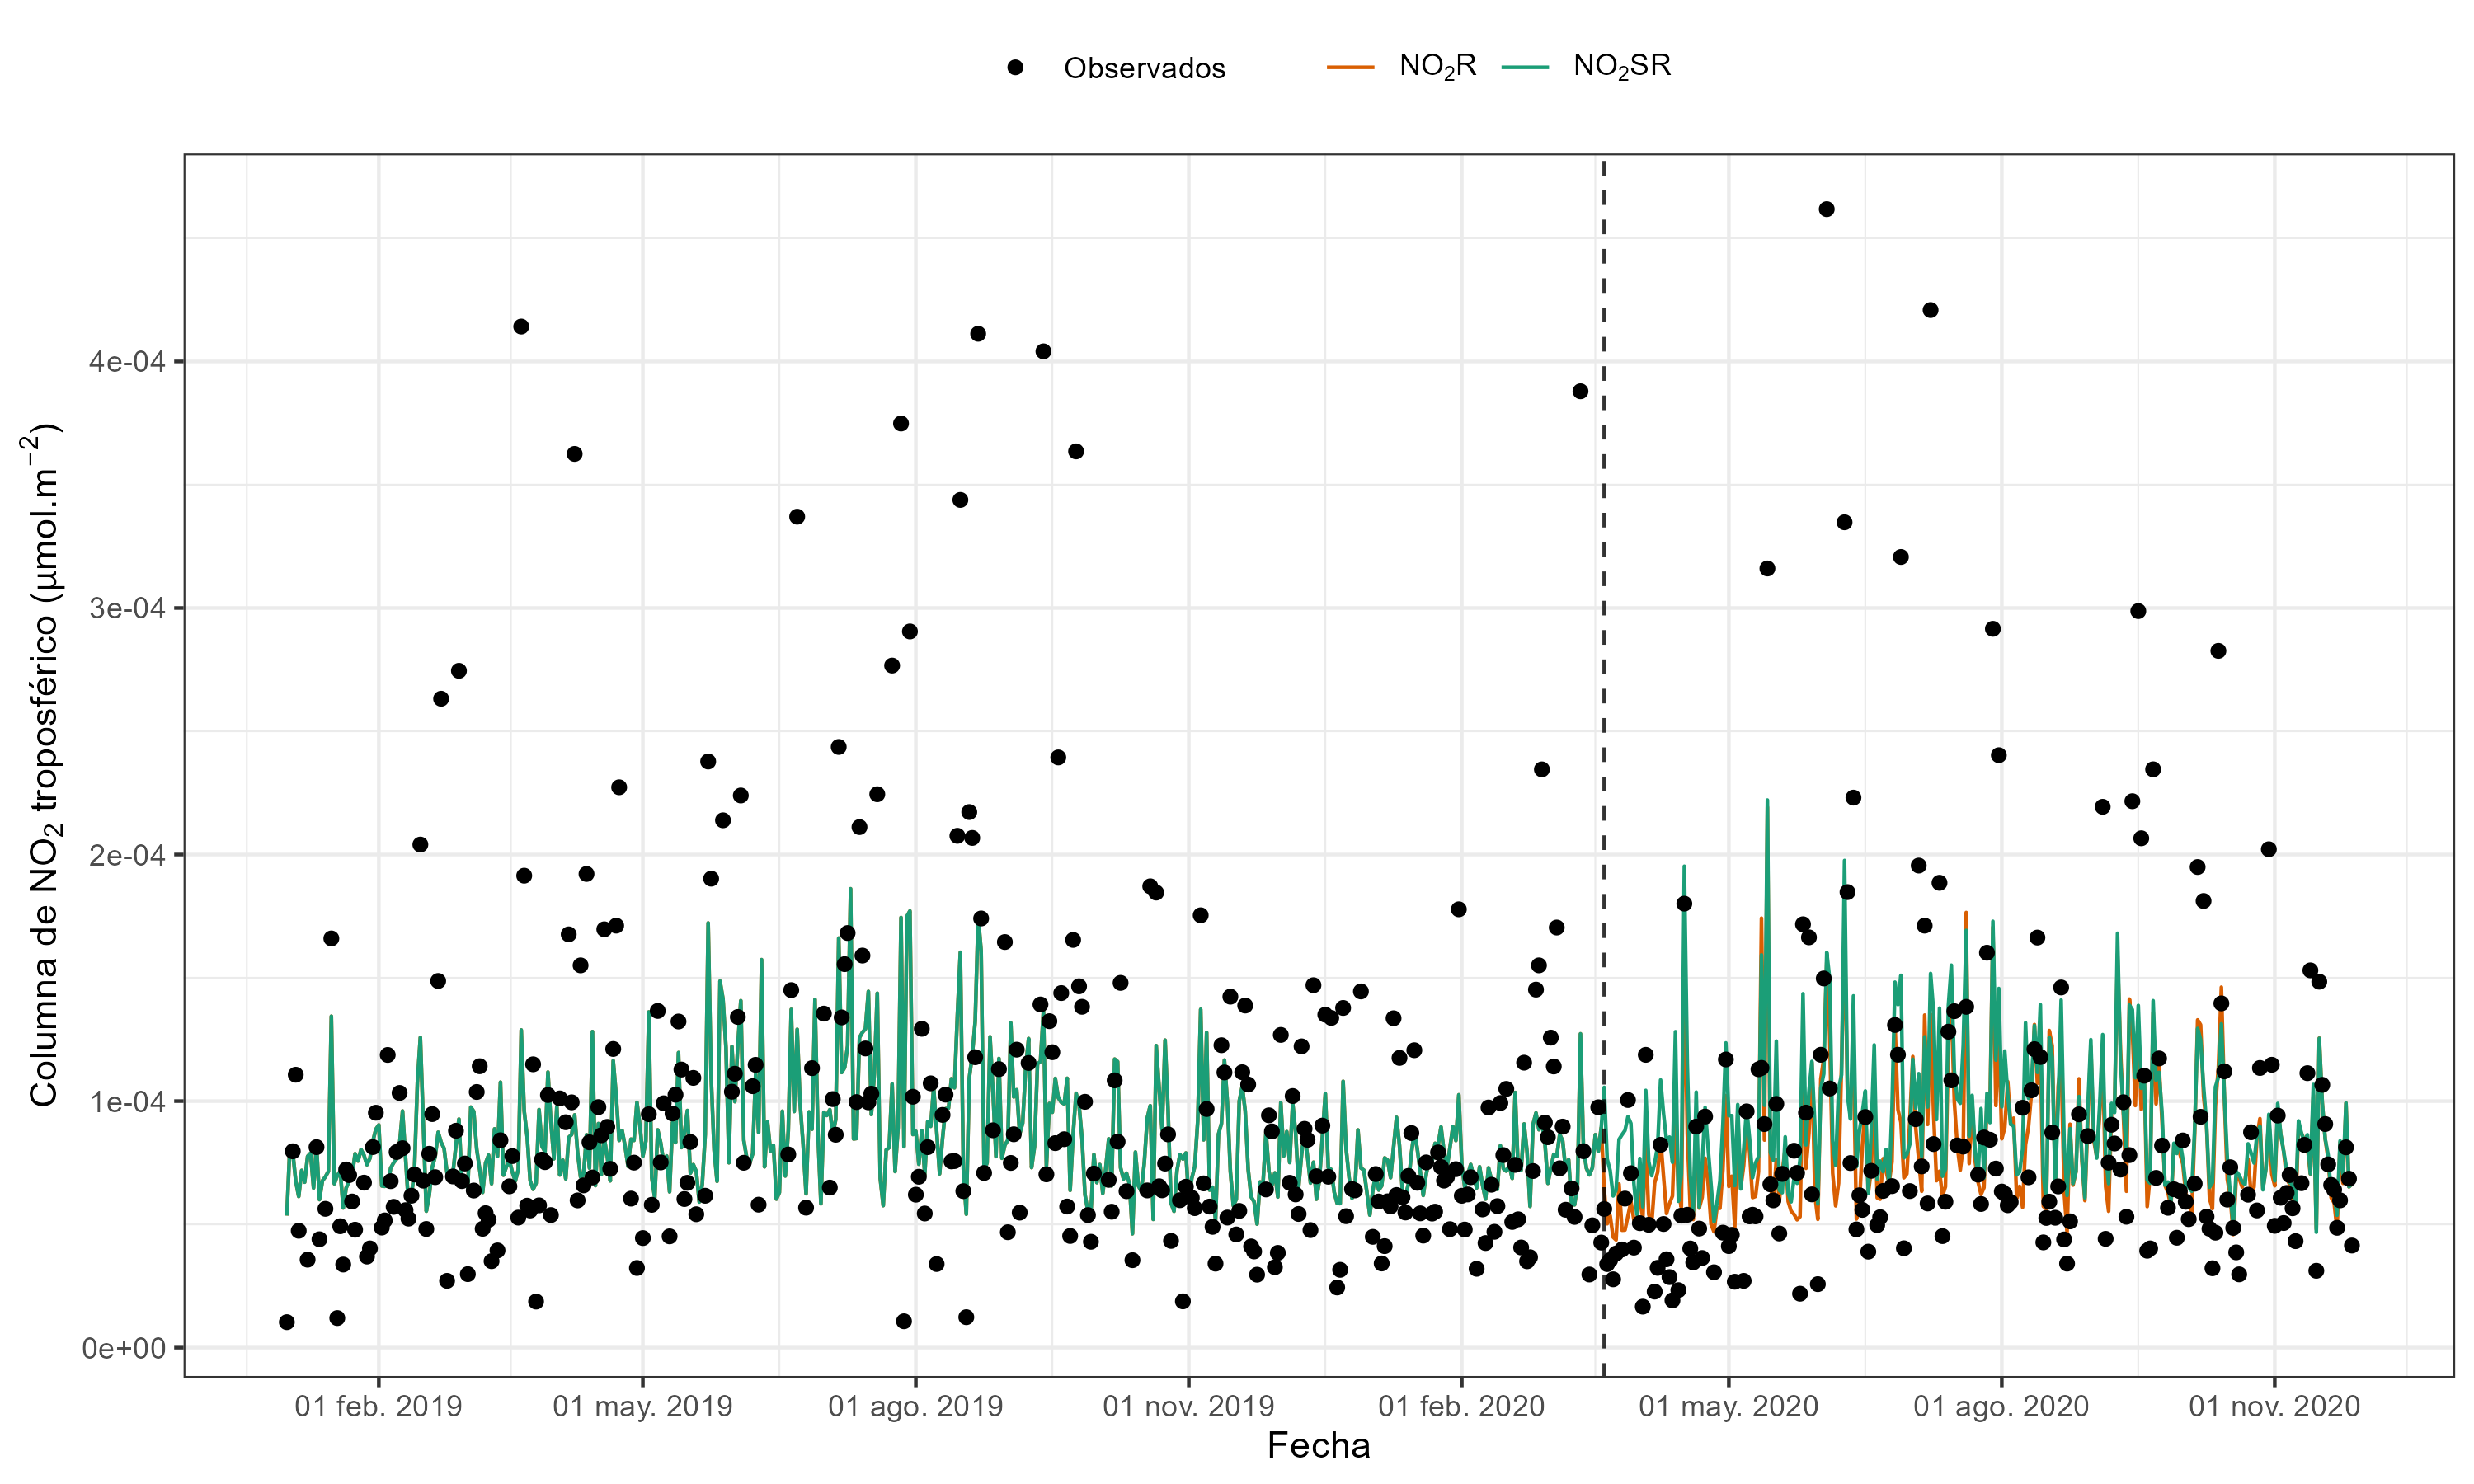 Observados NO₂R NO₂SR
Columna de NO₂ troposférico (µmol.m⁻²)
4e-04
3e-04
2e-04
1e-04
0e+00
01 feb. 2019 01 may. 2019 01 ago. 2019 01 nov. 2019 01 feb. 2020 01 may. 2020 01 ago. 2020 01 nov. 2020
Fecha